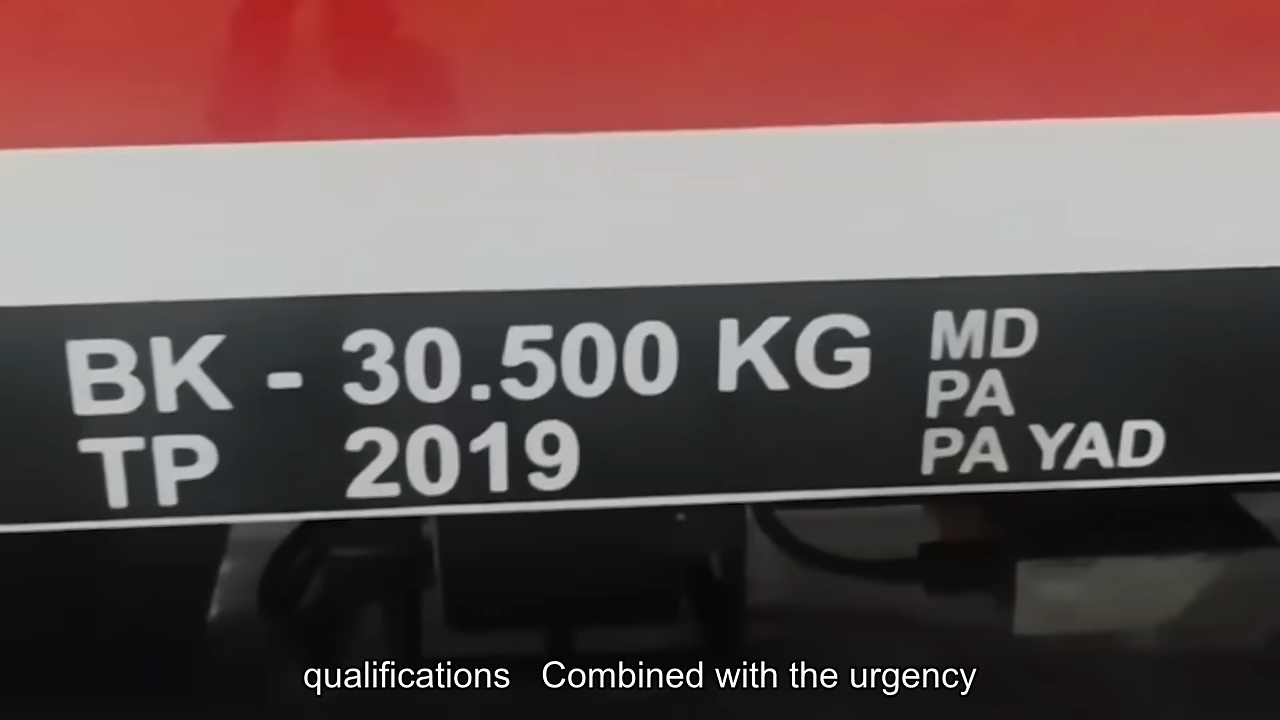 BK - 30.500 KG
TP 2019
MD
PA
PA YAD
qualifications   Combined with the urgency